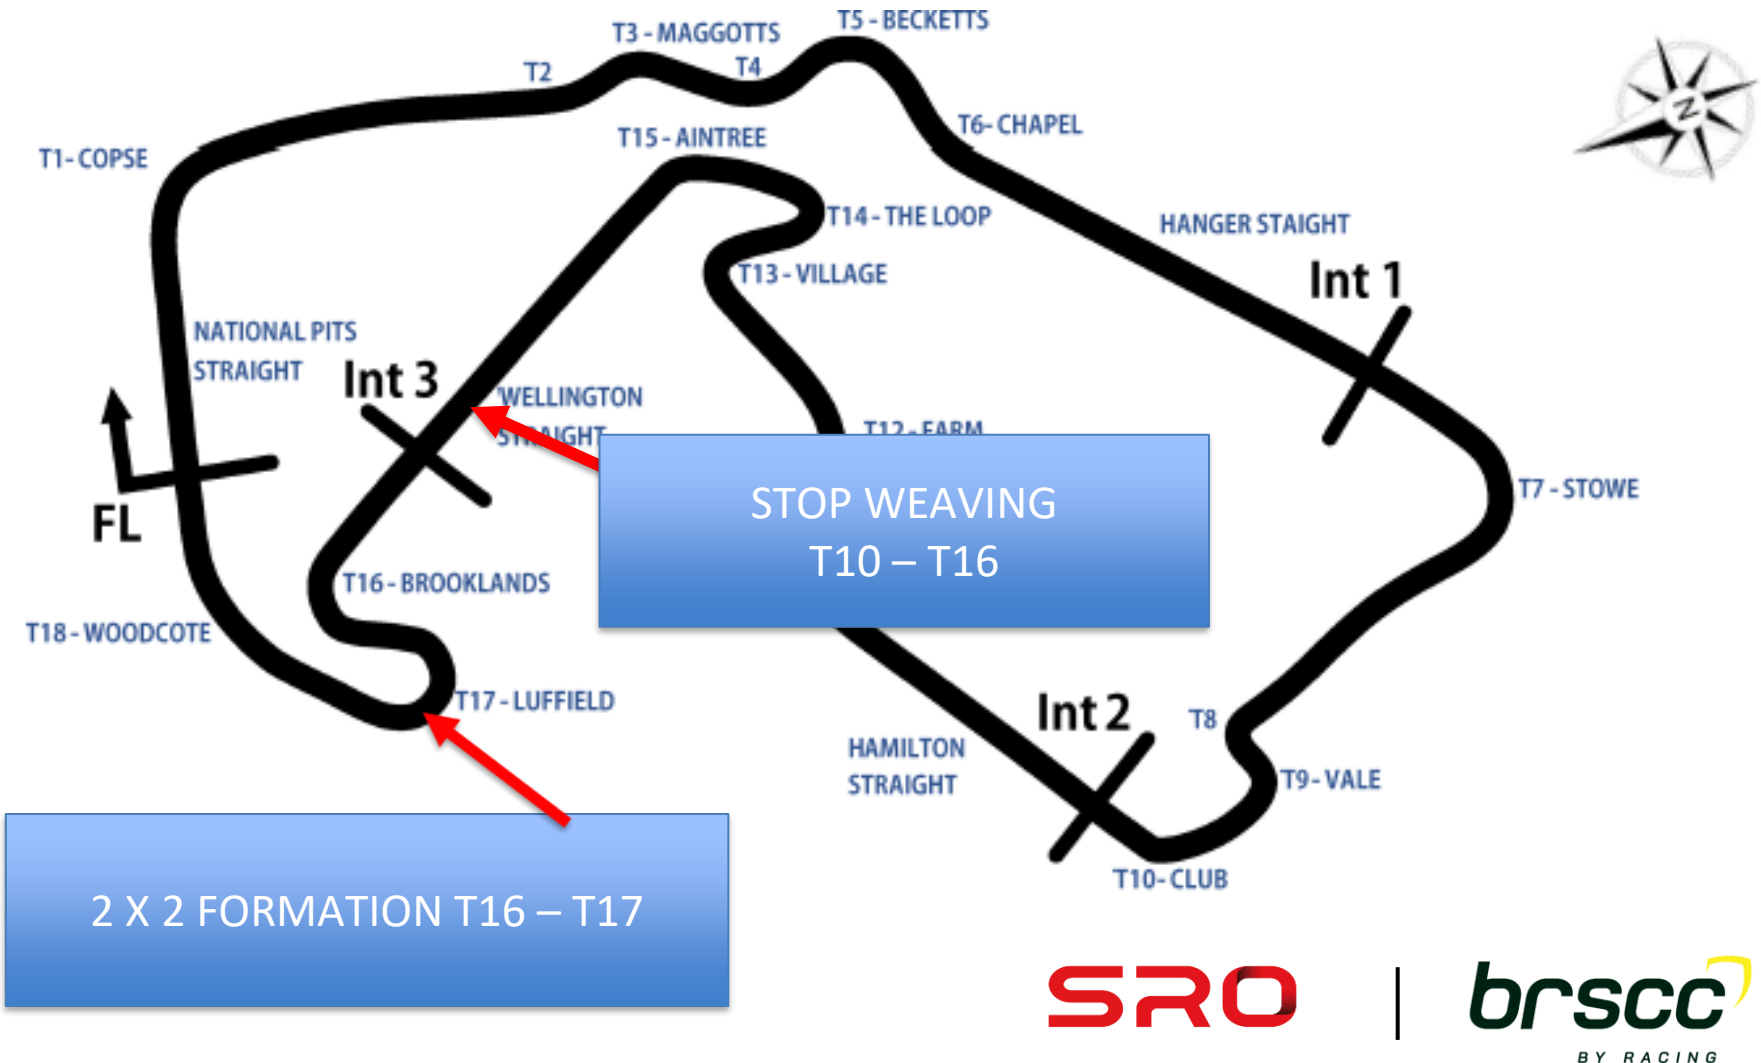 T5 - BECKETTS
T3 - MAGGOTTS
T4
T2
N
T6- CHAPEL
T15 - AINTREE
T1- COPSE
T14 - THE LOOP
HANGER STAIGHT
T13 - VILLAGE
Int 1
NATIONAL PITS
STRAIGHT
Int 3
'WELLINGTON
STRAIGHT
T12 - FARM
STOP WEAVING
T10 – T16
T7 - STOWE
FL
T16 - BROOKLANDS
T18 - WOODCOTE
T17 - LUFFIELD
Int 2
T8
HAMILTON
STRAIGHT
T9 - VALE
T10- CLUB
2 X 2 FORMATION T16 – T17
SRO
brscc
BY RACING